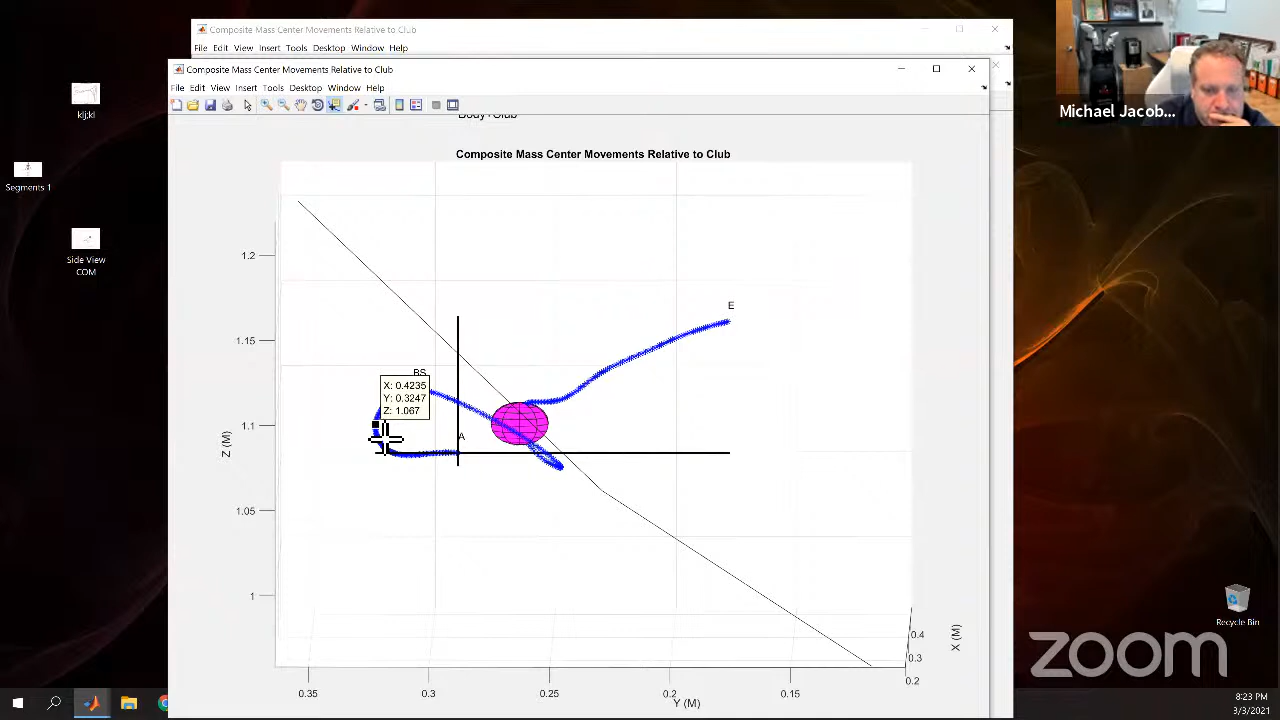 Composite Mass Center Movements Relative to Club
File Edit View Insert Tools Desktop Window Help
Composite Mass Center Movements Relative to Club
File Edit View Insert Tools Desktop Window Help
Body+Club
Composite Mass Center Movements Relative to Club
1.2
1.15
1.1
1.05
1
Z (M)
E
BS
X: 0.4235
Y: 0.3247
Z: 1.067
A
0.35
0.3
0.25
0.2
0.15
Y (M)
0.4
0.3
0.2
X (M)
kljj;kl
Segments 1
Side View
COM
Michael Jacob...
Recycle Bin
zoom
8:23 PM
3/3/2021